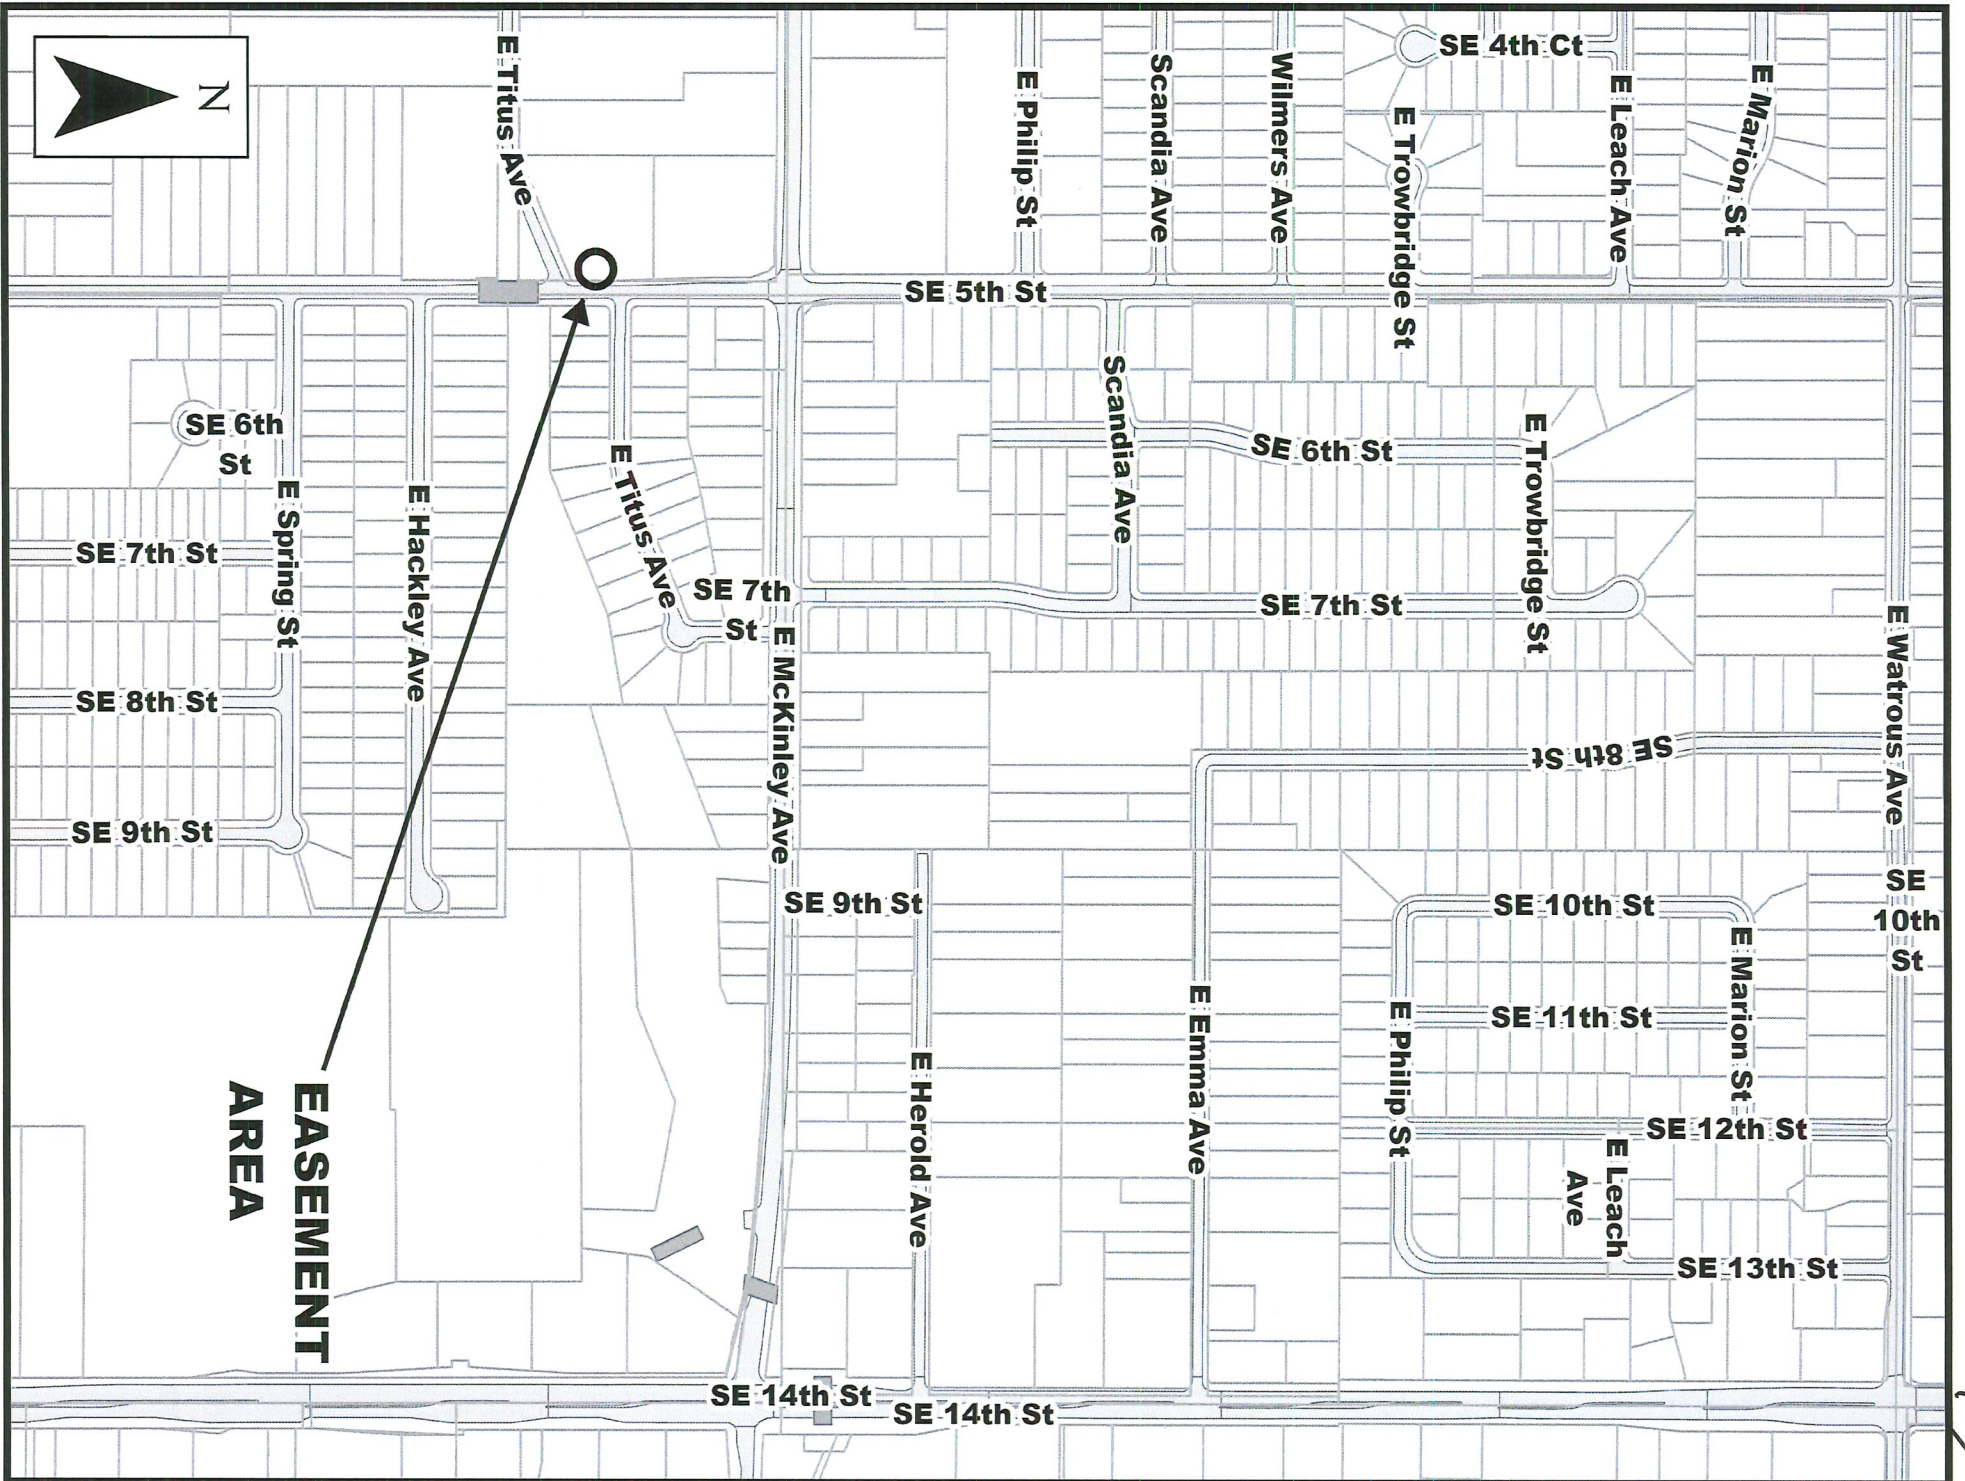 N
E Titus Ave
E Philip St
Scandia Ave
Wilmers Ave
SE 4th Ct
E Trowbridge St
E Leach Ave
E Marion St
SE 5th St
SE 6th
St
E Spring St
E Hackley Ave
E Titus Ave
Scandia Ave
SE 6th St
E Trowbridge St
SE 7th St
SE 7th
St
SE 7th St
E McKinley Ave
E Watrous Ave
SE 8th St
SE 8th St
SE 9th St
SE 9th St
SE 10th St
SE
10th
St
E Marion St
SE 11th St
E Philip St
E Emma Ave
E Herold Ave
SE 12th St
E Leach
Ave
SE 13th St
EASEMENT
AREA
SE 14th St
SE 14th St